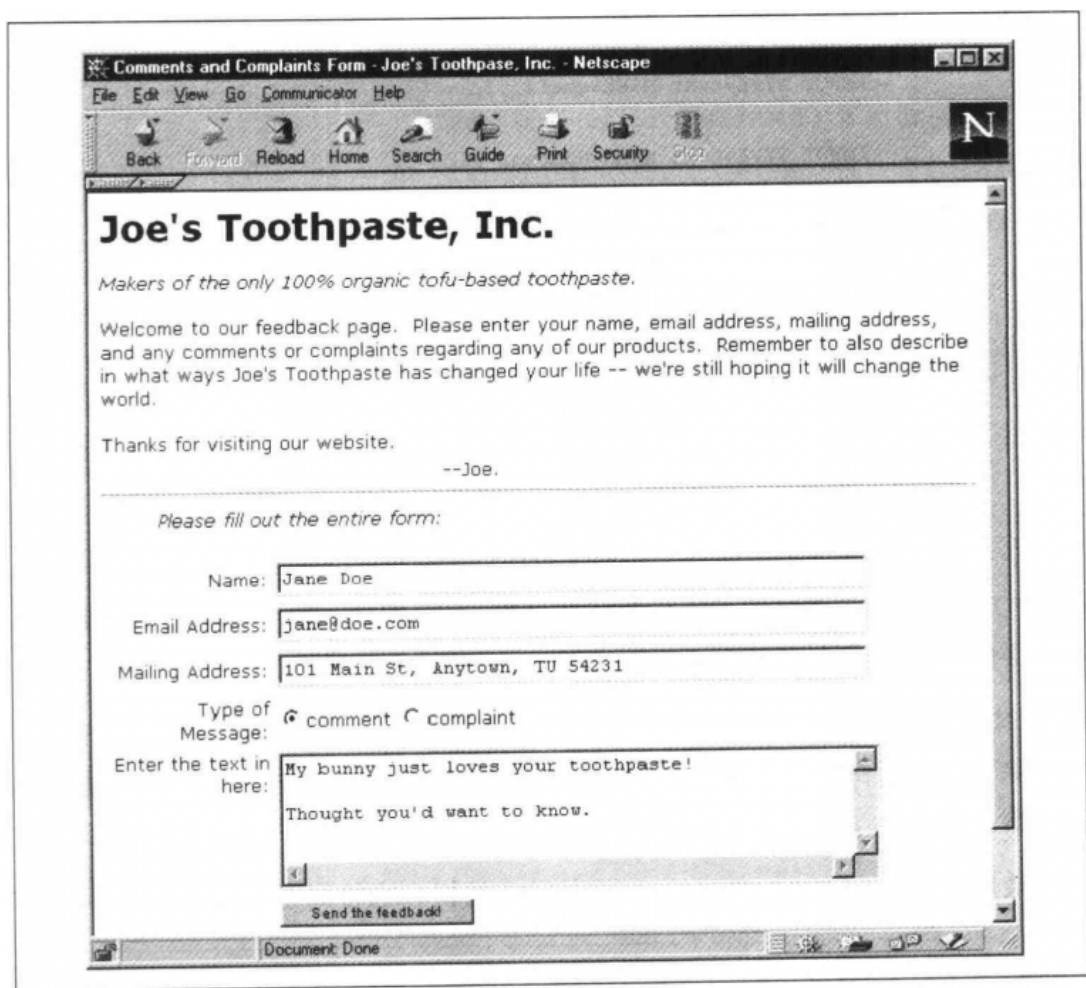 Comments and Complaints Form - Joe's Toothpase, Inc. - Netscape
File Edit View Go Communicator Help
N
Back Forward Reload Home Search Guide Print Security Stop
Joe's Toothpaste, Inc.
Makers of the only 100% organic tofu-based toothpaste.
Welcome to our feedback page. Please enter your name, email address, mailing address,
and any comments or complaints regarding any of our products. Remember to also describe
in what ways Joe's Toothpaste has changed your life -- we're still hoping it will change the
world.
Thanks for visiting our website.
--Joe.
Please fill out the entire form:
Name: Jane Doe
Email Address: jane@doe.com
Mailing Address: 101 Main St, Anytown, TU 54231
Type of
Message: comment complaint
Enter the text in
here:
My bunny just loves your toothpaste!
Thought you'd want to know.
Send the feedback!
Document: Done